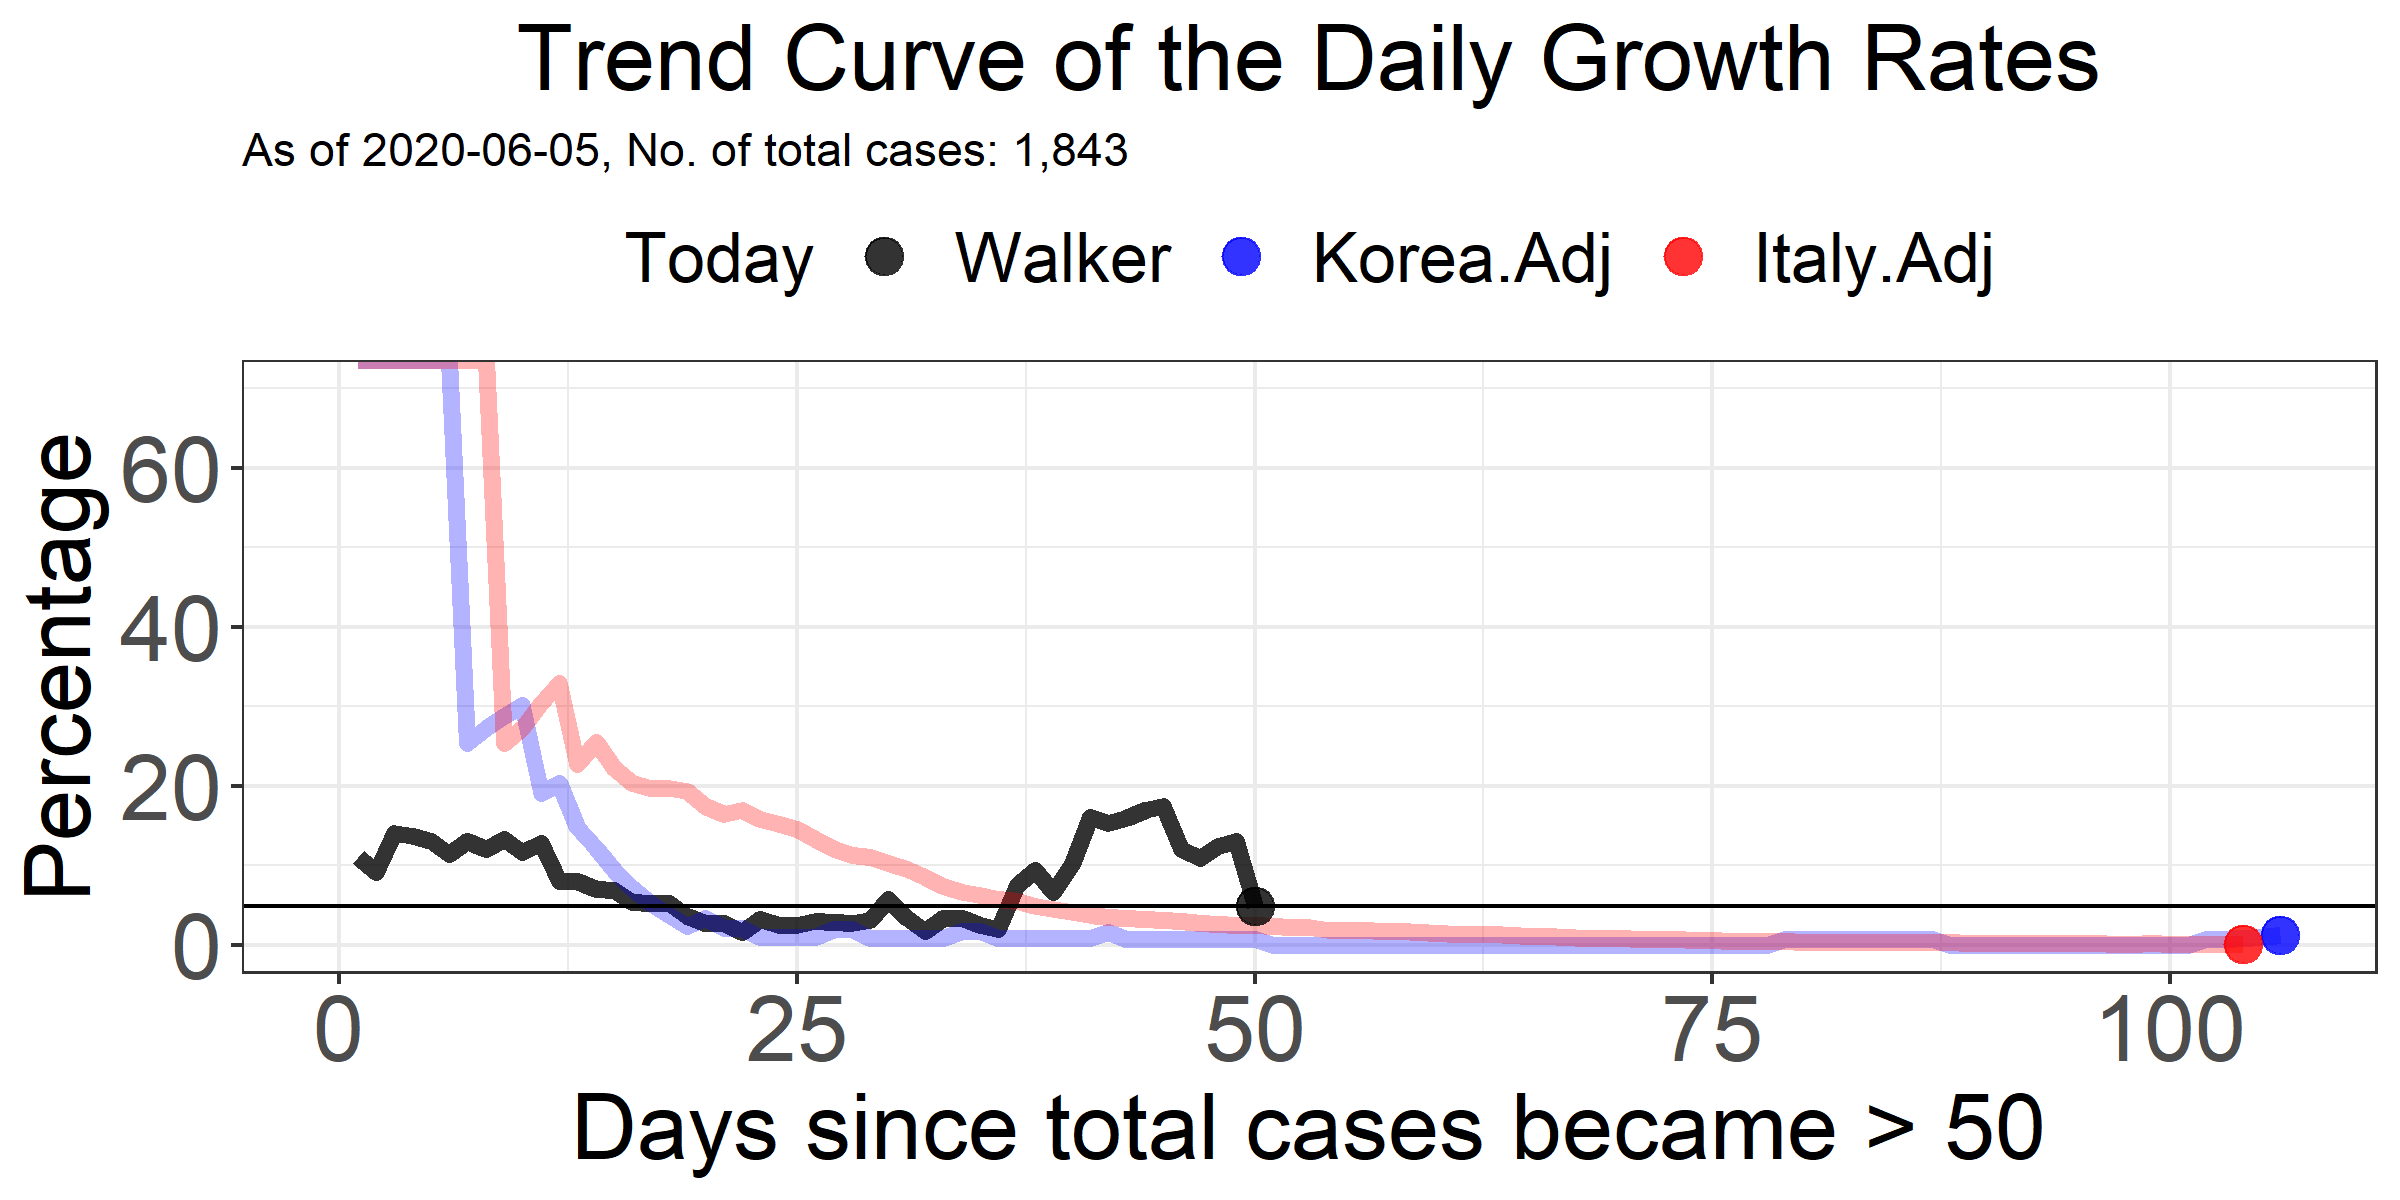 Trend Curve of the Daily Growth Rates
As of 2020-06-05, No. of total cases: 1,843
Today Walker Korea.Adj Italy.Adj
Percentage
60
40
20
0
0 25 50 75 100
Days since total cases became > 50